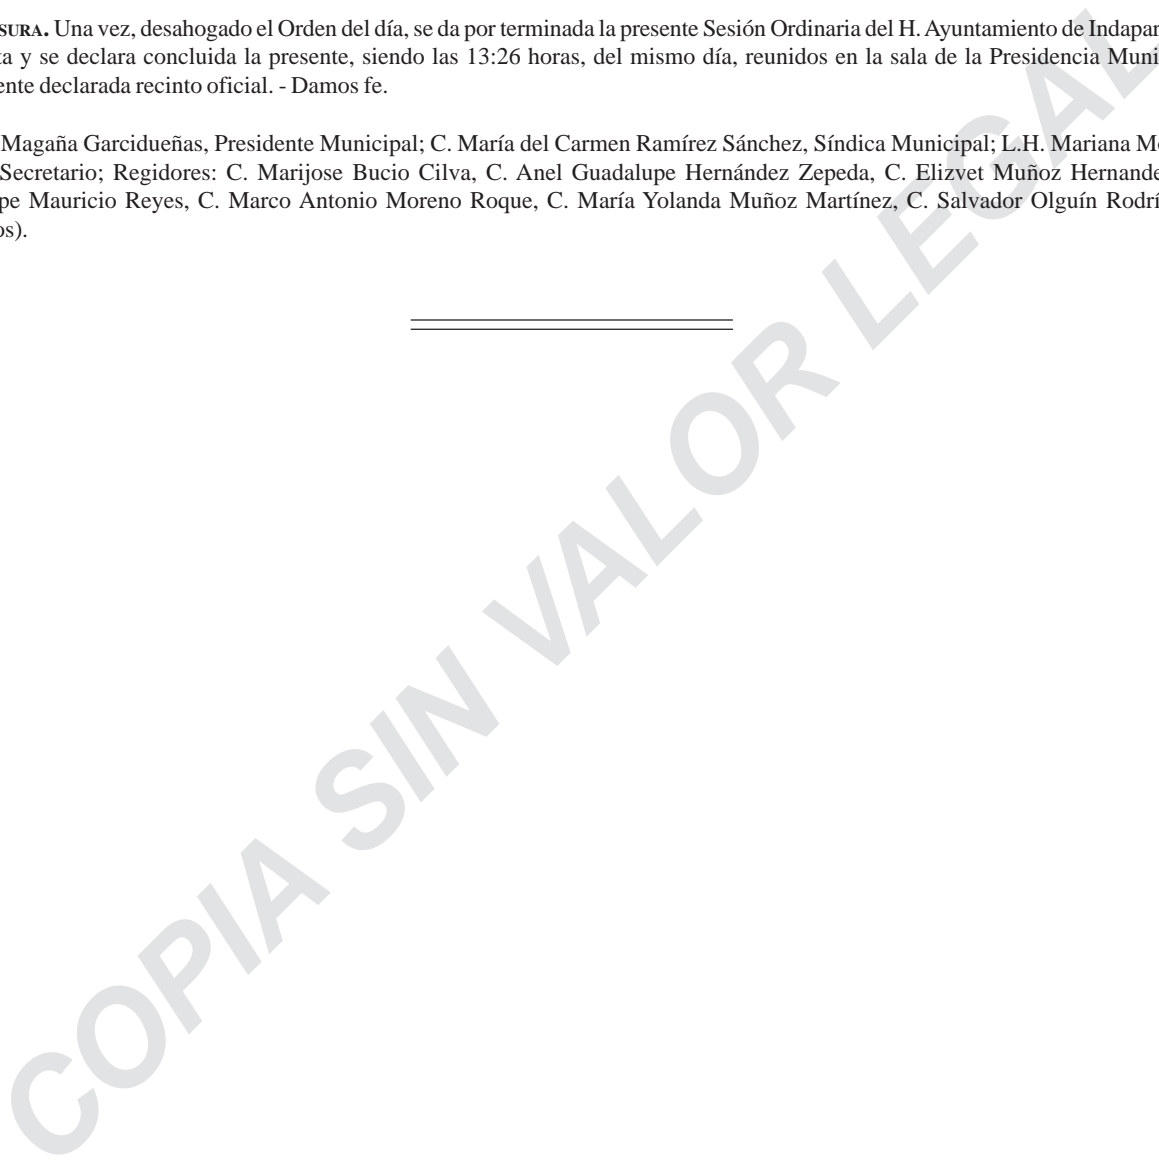 SURA. Una vez, desahogado el Orden del día, se da por terminada la presente Sesión Ordinaria del H. Ayuntamiento de Indapar
ta y se declara concluida la presente, siendo las 13:26 horas, del mismo día, reunidos en la sala de la Presidencia Muni
ente declarada recinto oficial. - Damos fe.
Magaña Garcidueñas, Presidente Municipal; C. María del Carmen Ramírez Sánchez, Síndica Municipal; L.H. Mariana M
Secretario; Regidores: C. Marijose Bucio Cilva, C. Anel Guadalupe Hernández Zepeda, C. Elizvet Muñoz Hernande
pe Mauricio Reyes, C. Marco Antonio Moreno Roque, C. María Yolanda Muñoz Martínez, C. Salvador Olguín Rodrí
os).
COPIA SIN VALOR LEGAL